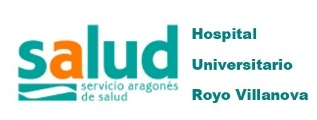 salud
servicio aragonés
de salud
Hospital
Universitario
Royo Villanova